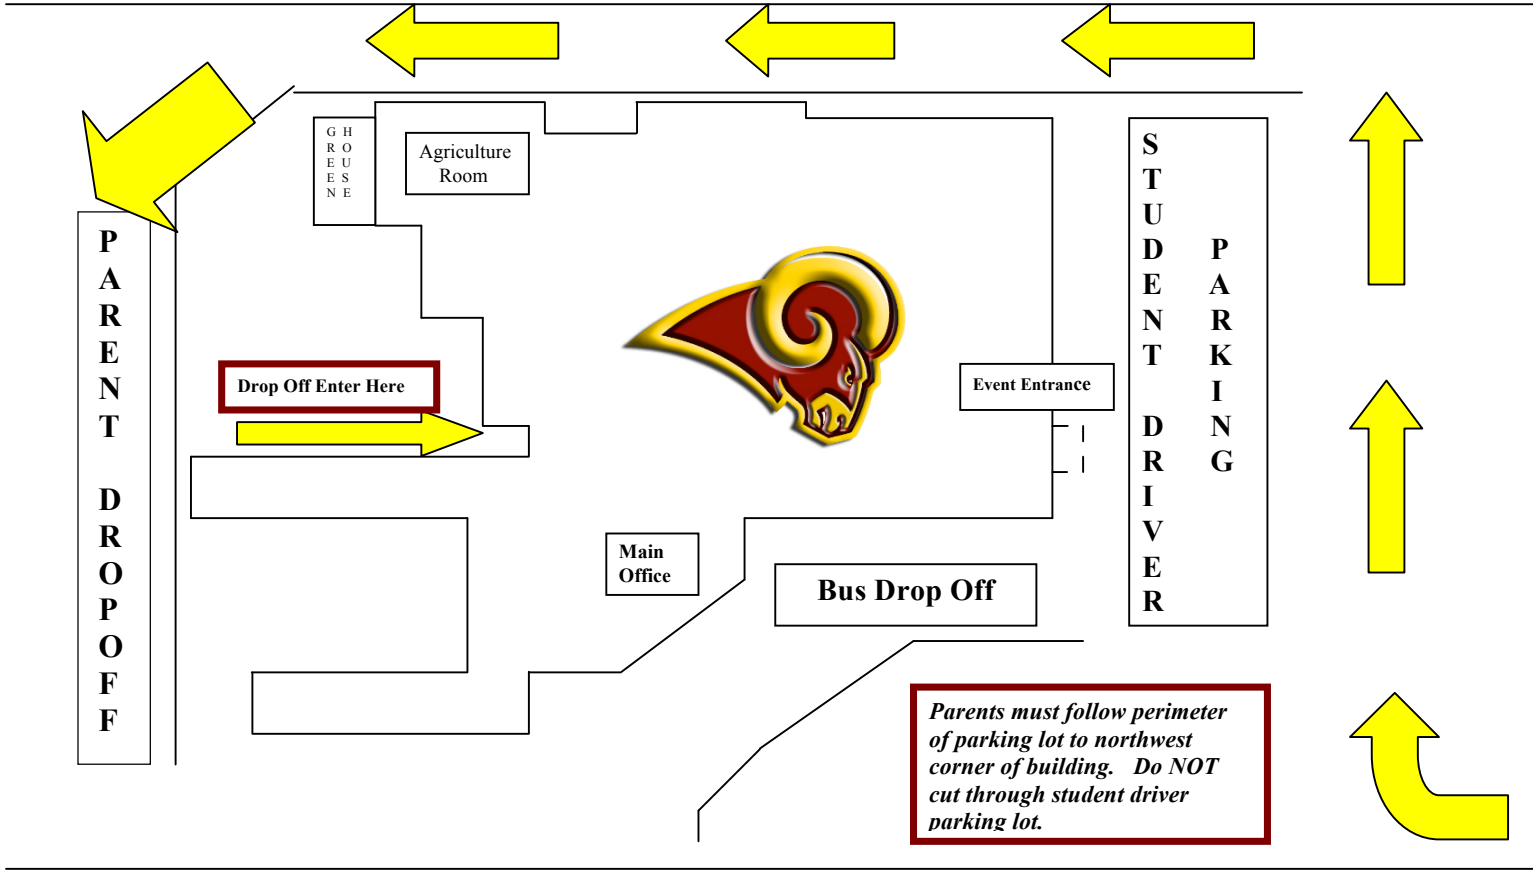 GREEN
HOUSE
Agriculture
Room
STUDENT DRIVER
PARKING
PARENT DROPOFF
Drop Off Enter Here
Event Entrance
Main
Office
Bus Drop Off
Parents must follow perimeter
of parking lot to northwest
corner of building.   Do NOT
cut through student driver
parking lot.